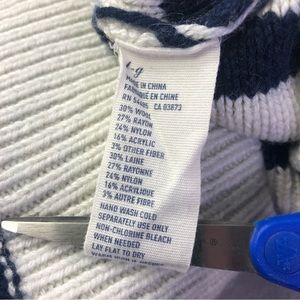 L-G
MADE IN CHINA
FABRIQUE EN CHINE
RN 54485 CA 03873
30% WOOL
27% RAYON
24% NYLON
16% ACRYLIC
3% OTHER FIBER
30% LAINE
27% RAYONNE
24% NYLON
16% ACRYLIQUE
3% AUTRE FIBRE
HAND WASH COLD
SEPARATELY USE ONLY
NON-CHLORINE BLEACH
WHEN NEEDED
LAY FLAT TO DRY